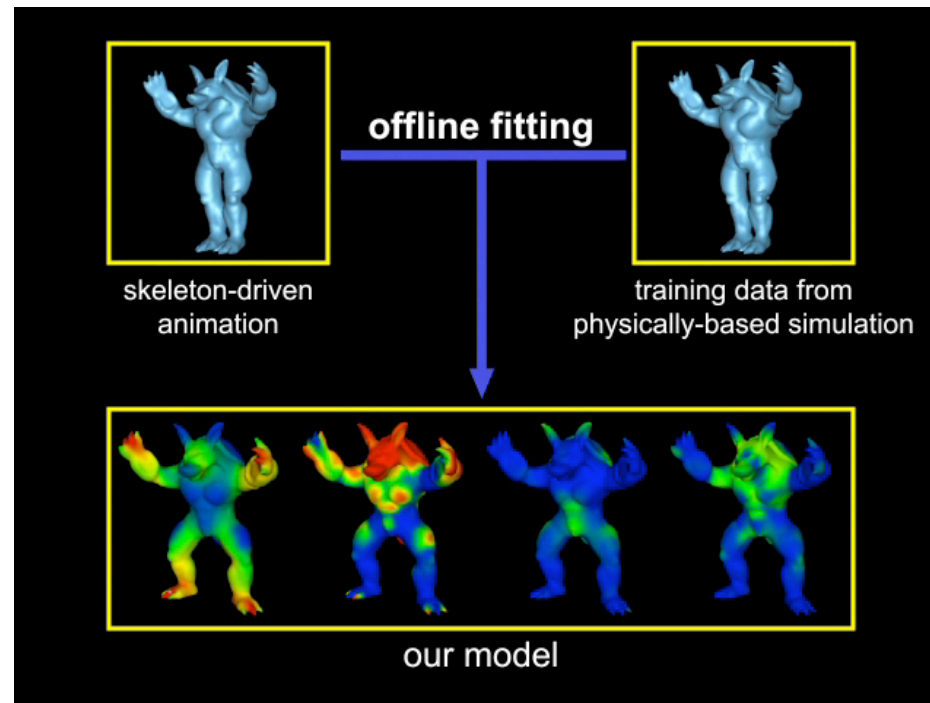 offline fitting
skeleton-driven
animation
training data from
physically-based simulation
our model